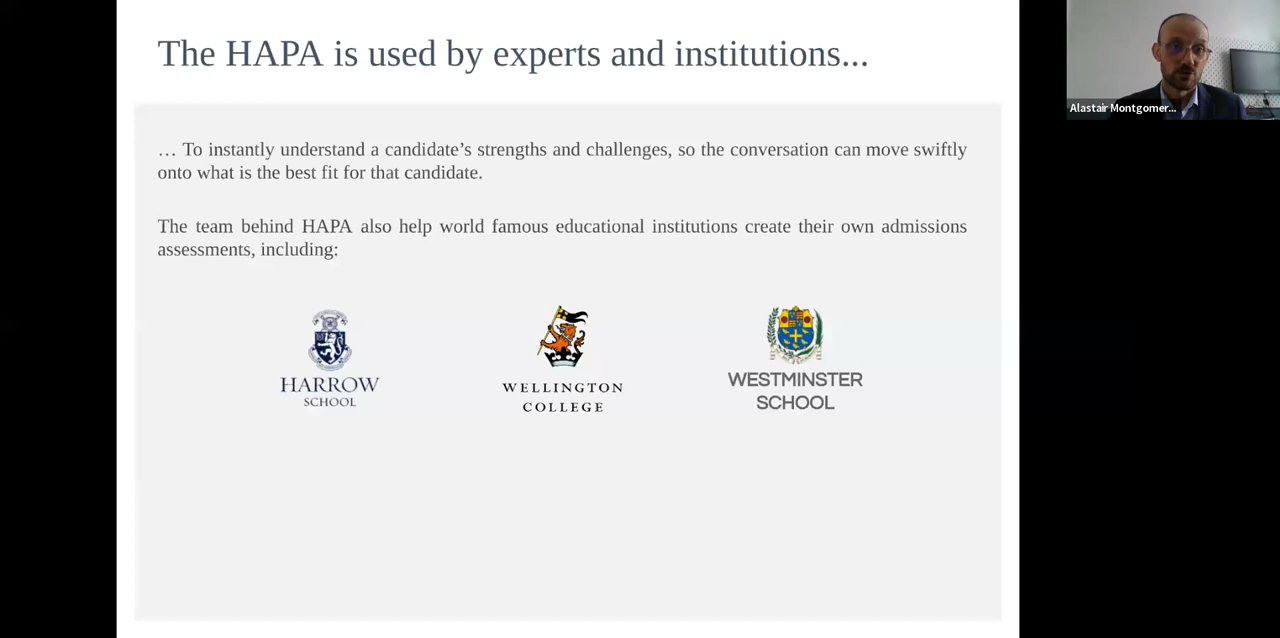 The HAPA is used by experts and institutions...
… To instantly understand a candidate’s strengths and challenges, so the conversation can move swiftly
onto what is the best fit for that candidate.
The team behind HAPA also help world famous educational institutions create their own admissions
assessments, including:
HARROW
SCHOOL
WELLINGTON
COLLEGE
WESTMINSTER
SCHOOL
Alastair Montgomer...